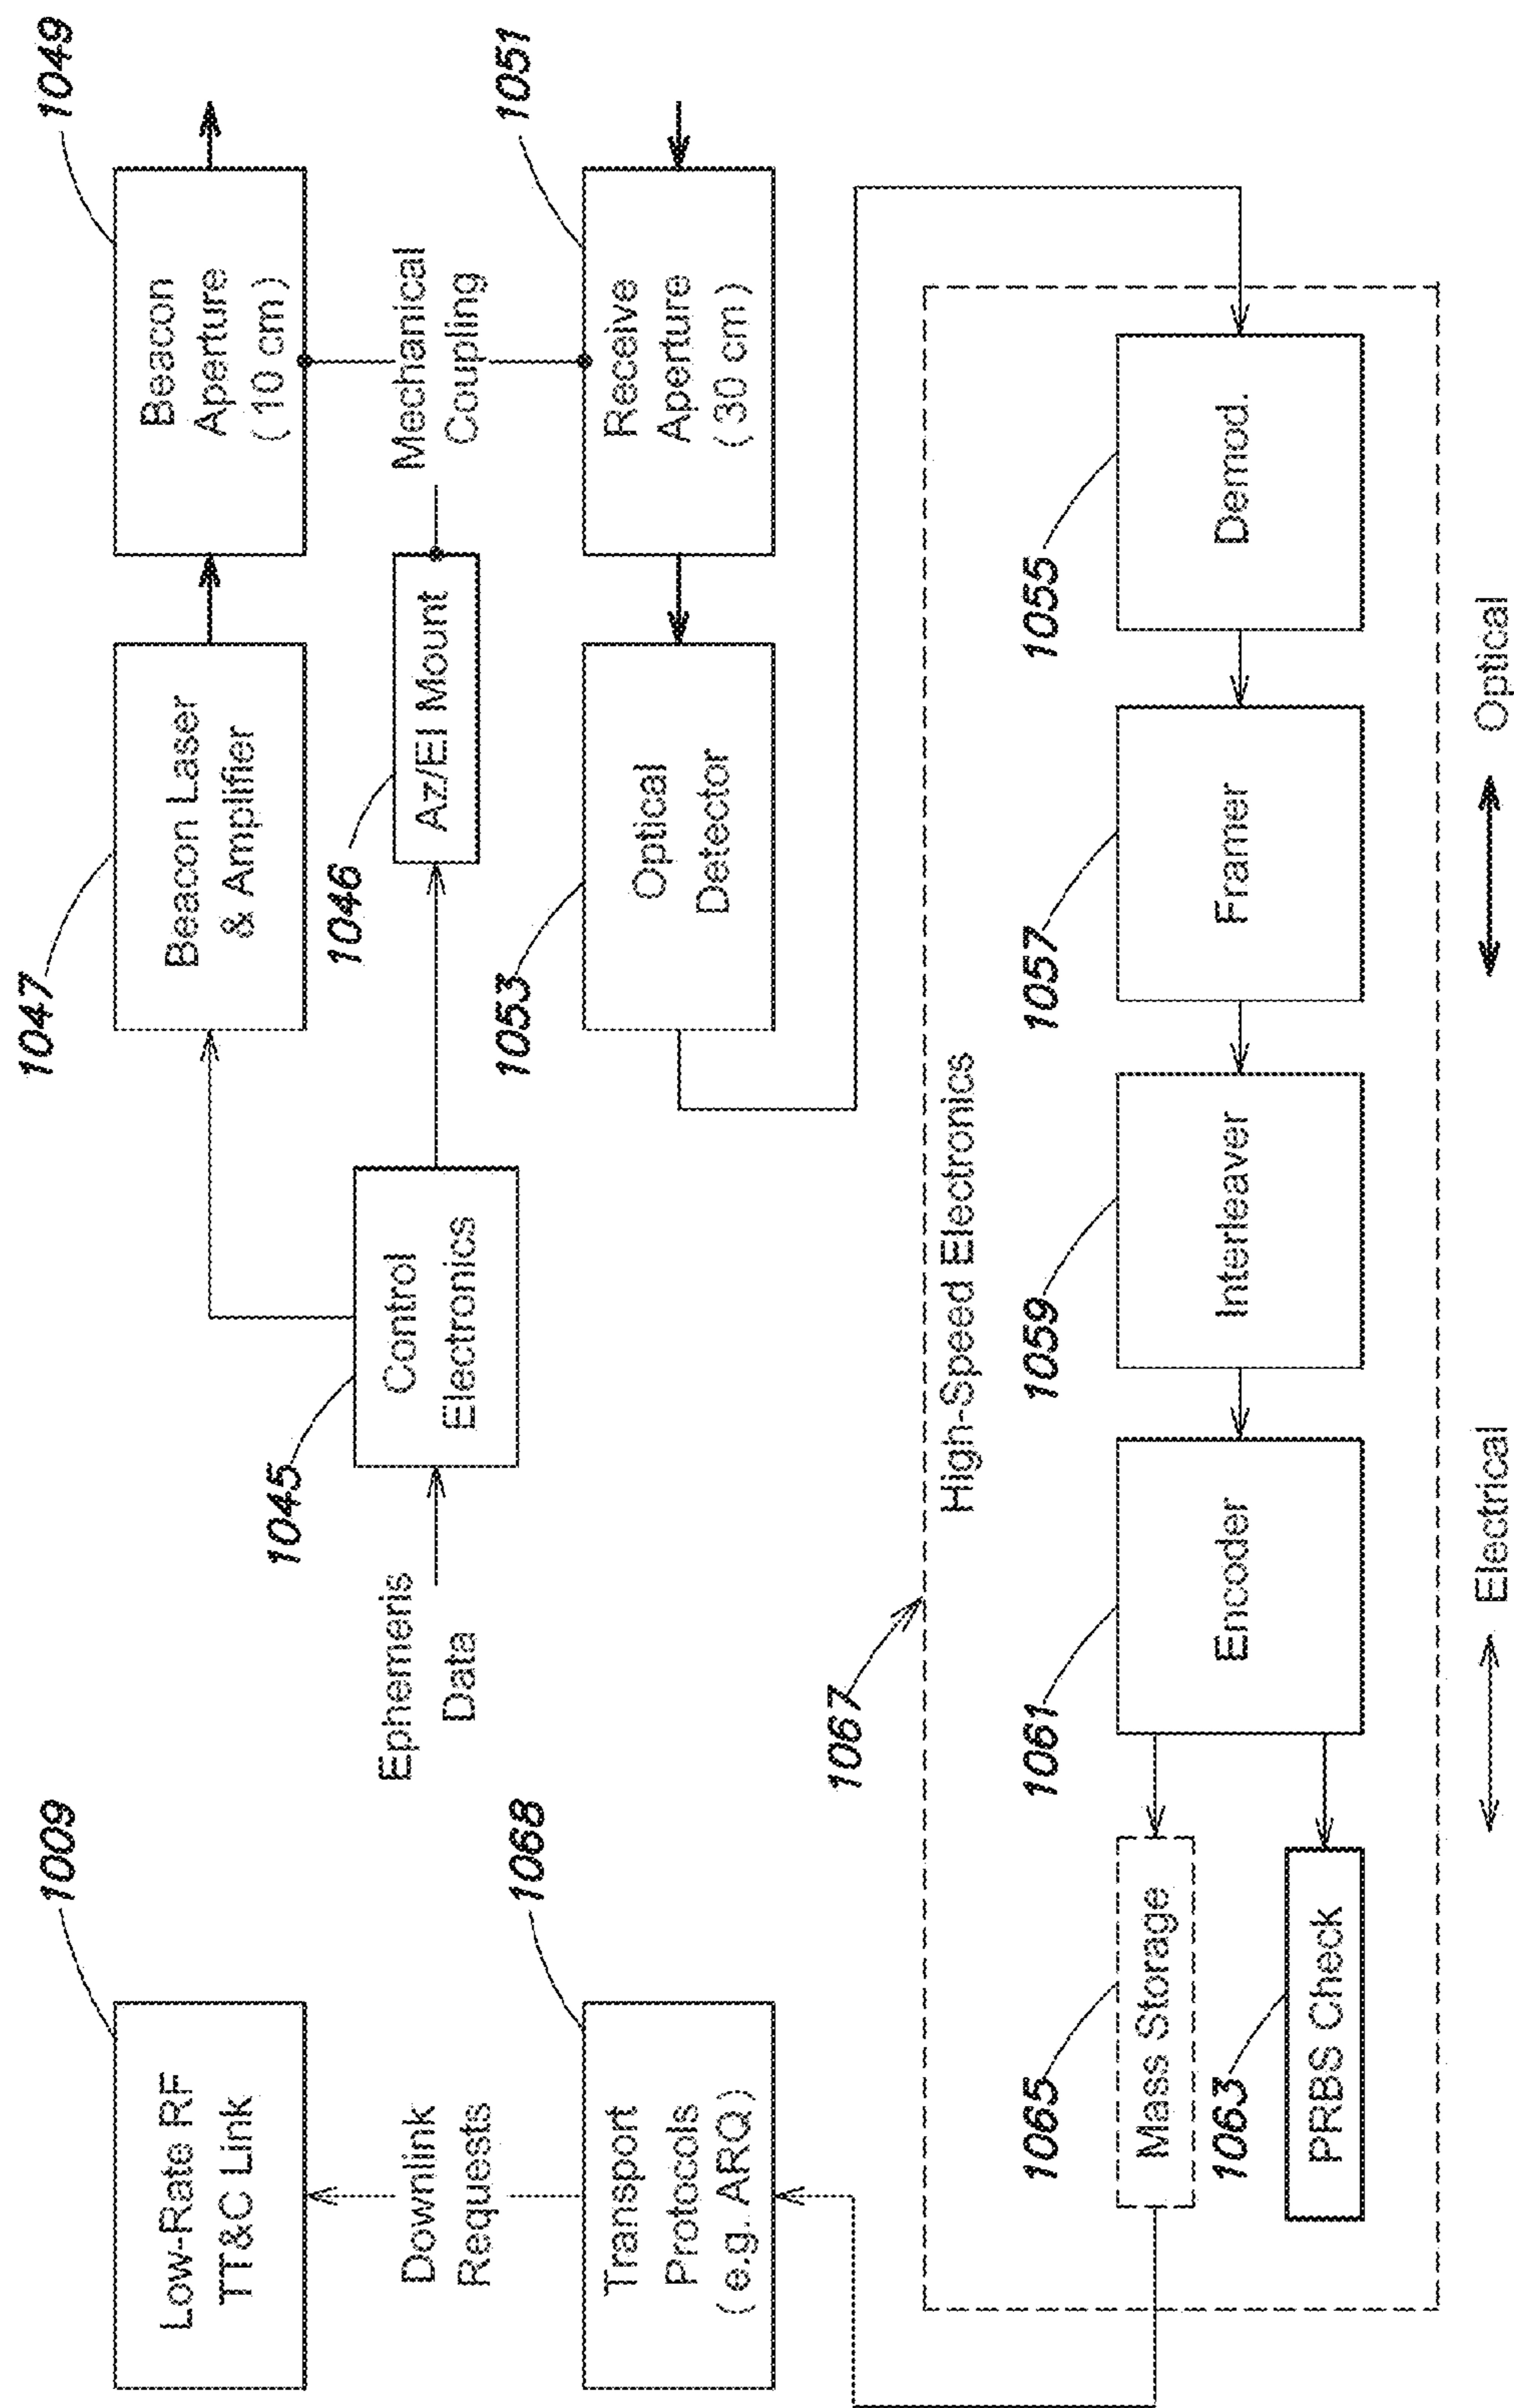 1009
Low-Rate RF
TT&C Link
Downlink
Requests
1068
Transport
Protocols
( e.g. ARQ )
Ephemeris
Data
1045
Control
Electronics
1047
Beacon Laser
& Amplifier
1046
Az/El Mount
1053
Optical
Detector
1049
Beacon
Aperture
( 10 cm )
Mechanical
Coupling
1051
Receive
Aperture
( 30 cm )
1067
High-Speed Electronics
1065
Mass Storage
1063
PRBS Check
1061
Encoder
1059
Interleaver
1057
Framer
1055
Demod.
Electrical
Optical